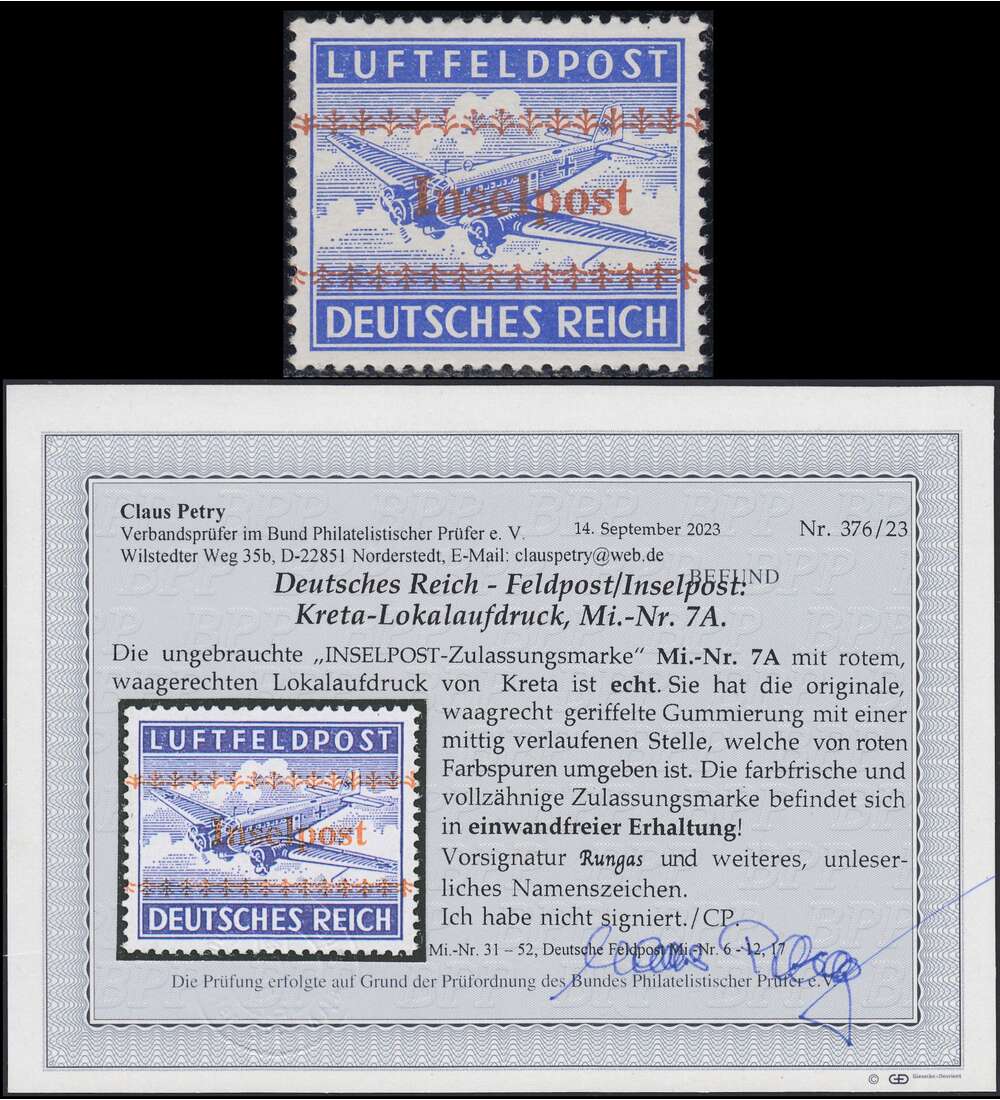 LUFTFELDPOST
Inselpost
DEUTSCHES REICH
Claus Petry
Verbandsprüfer im Bund Philatelistischer Prüfer e. V. 14. September 2023 Nr. 376/23
Wilstedter Weg 35b, D-22851 Norderstedt, E-Mail: clauspetry@web.de
BEFUND
Deutsches Reich - Feldpost/Inselpost:
Kreta-Lokalaufdruck, Mi.-Nr. 7A.
Die ungebrauchte „INSELPOST-Zulassungsmarke“ Mi.-Nr. 7A mit rotem,
waagerechten Lokalaufdruck von Kreta ist echt. Sie hat die originale,
waagrecht geriffelte Gummierung mit einer
mittig verlaufenen Stelle, welche von roten
Farbspuren umgeben ist. Die farbfrische und
vollzähnige Zulassungsmarke befindet sich
in einwandfreier Erhaltung!
Vorsignatur Rungas und weiteres, unleser-
liches Namenszeichen.
Ich habe nicht signiert./CP.
LUFTFELDPOST
Inselpost
DEUTSCHES REICH
Mi.-Nr. 31 – 52, Deutsche Feldpost Mi.-Nr. 6 - 12, 17
Die Prüfung erfolgte auf Grund der Prüfordnung des Bundes Philatelistischer Prüfer e.V.
© GD Giesecke+Devrient
BPP